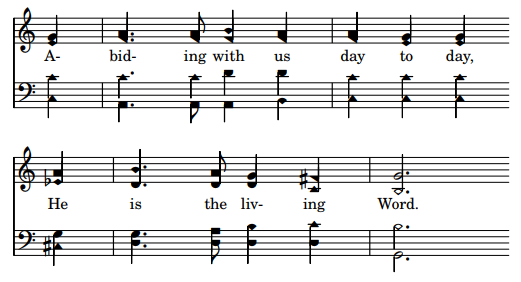 A- bid- ing with us day to day,
He is the liv- ing Word.